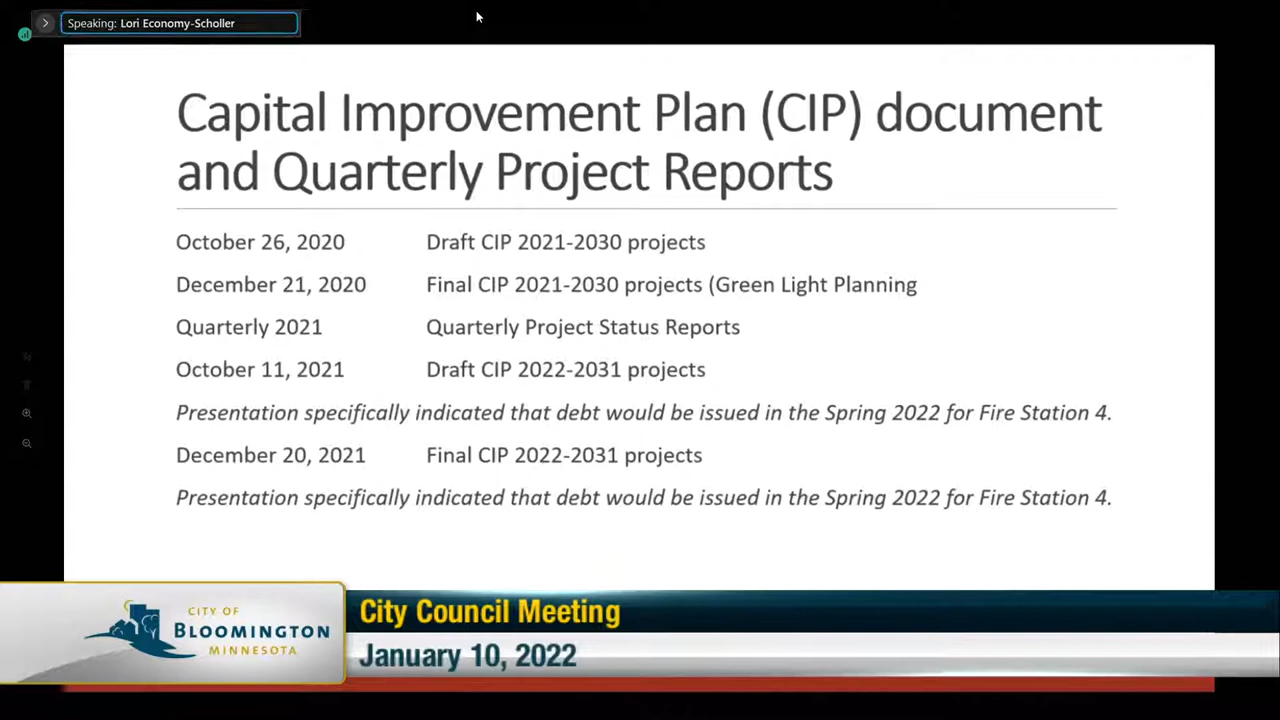 Speaking: Lori Economy-Scholler
Capital Improvement Plan (CIP) document
and Quarterly Project Reports
October 26, 2020 Draft CIP 2021-2030 projects
December 21, 2020 Final CIP 2021-2030 projects (Green Light Planning
Quarterly 2021 Quarterly Project Status Reports
October 11, 2021 Draft CIP 2022-2031 projects
Presentation specifically indicated that debt would be issued in the Spring 2022 for Fire Station 4.
December 20, 2021 Final CIP 2022-2031 projects
Presentation specifically indicated that debt would be issued in the Spring 2022 for Fire Station 4.
CITY OF
BLOOMINGTON
MINNESOTA
City Council Meeting
January 10, 2022